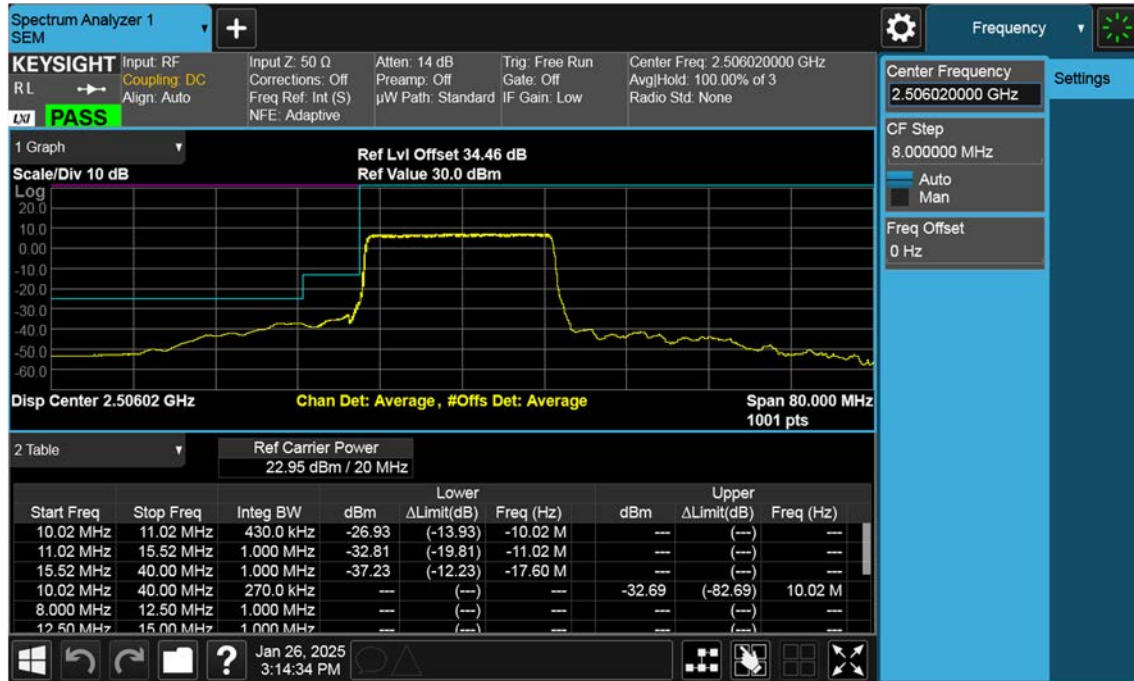 Spectrum Analyzer 1
SEM
Frequency
KEYSIGHT
R L
LXI
PASS
Input: RF
Coupling: DC
Align: Auto
Input Z: 50 Ω
Corrections: Off
Freq Ref: Int (S)
NFE: Adaptive
Atten: 14 dB
Preamp: Off
µW Path: Standard
Trig: Free Run
Gate: Off
IF Gain: Low
Center Freq: 2.506020000 GHz
Avg|Hold: 100.00% of 3
Radio Std: None
Center Frequency
2.506020000 GHz
Settings
CF Step
8.000000 MHz
Auto
Man
Freq Offset
0 Hz
1 Graph
Scale/Div 10 dB
Ref Lvl Offset 34.46 dB
Ref Value 30.0 dBm
Log
20.0
10.0
0.00
-10.0
-20.0
-30.0
-40.0
-50.0
-60.0
Disp Center 2.50602 GHz
Chan Det: Average, #Offs Det: Average
Span 80.000 MHz
1001 pts
2 Table
Ref Carrier Power
22.95 dBm / 20 MHz
Lower Upper
Start Freq Stop Freq Integ BW dBm ΔLimit(dB) Freq (Hz) dBm ΔLimit(dB) Freq (Hz)
10.02 MHz 11.02 MHz 430.0 kHz -26.93 (-13.93) -10.02 M --- (---) ---
11.02 MHz 15.52 MHz 1.000 MHz -32.81 (-19.81) -11.02 M --- (---) ---
15.52 MHz 40.00 MHz 1.000 MHz -37.23 (-12.23) -17.60 M --- (---) ---
10.02 MHz 40.00 MHz 270.0 kHz --- (---) --- -32.69 (-82.69) 10.02 M
8.000 MHz 12.50 MHz 1.000 MHz --- (---) --- --- (---) ---
12.50 MHz 15.00 MHz 1.000 MHz --- (---) --- --- (---) ---
?
Jan 26, 2025
3:14:34 PM